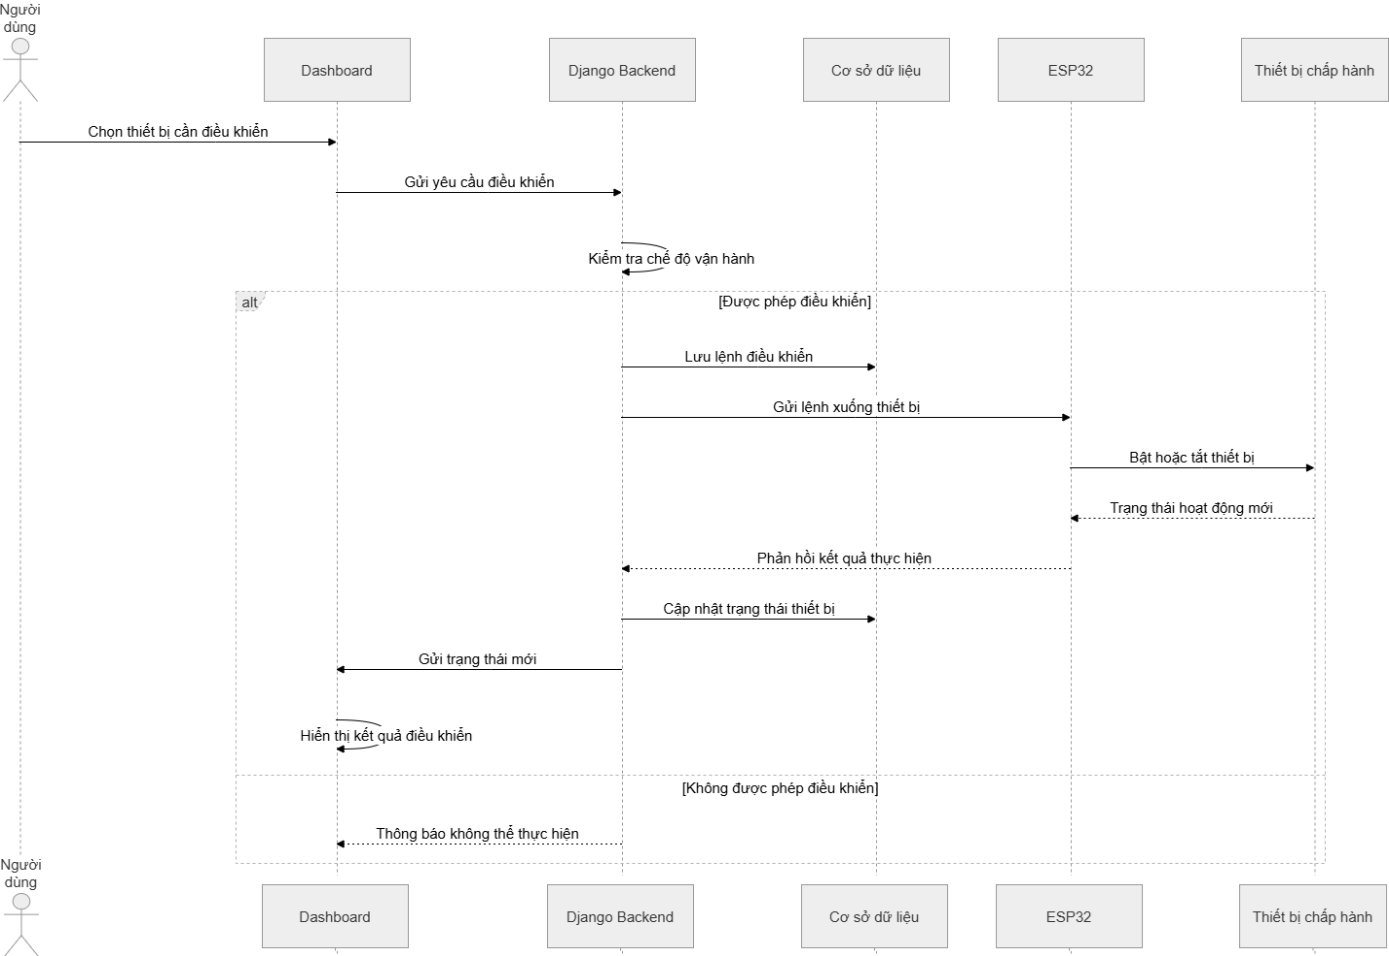 Người
dùng
Dashboard
Django Backend
Cơ sở dữ liệu
ESP32
Thiết bị chấp hành
Chọn thiết bị cần điều khiển
Gửi yêu cầu điều khiển
Kiểm tra chế độ vận hành
alt
[Được phép điều khiển]
Lưu lệnh điều khiển
Gửi lệnh xuống thiết bị
Bật hoặc tắt thiết bị
Trạng thái hoạt động mới
Phản hồi kết quả thực hiện
Cập nhật trạng thái thiết bị
Gửi trạng thái mới
Hiển thị kết quả điều khiển
[Không được phép điều khiển]
Thông báo không thể thực hiện
Người
dùng
Dashboard
Django Backend
Cơ sở dữ liệu
ESP32
Thiết bị chấp hành